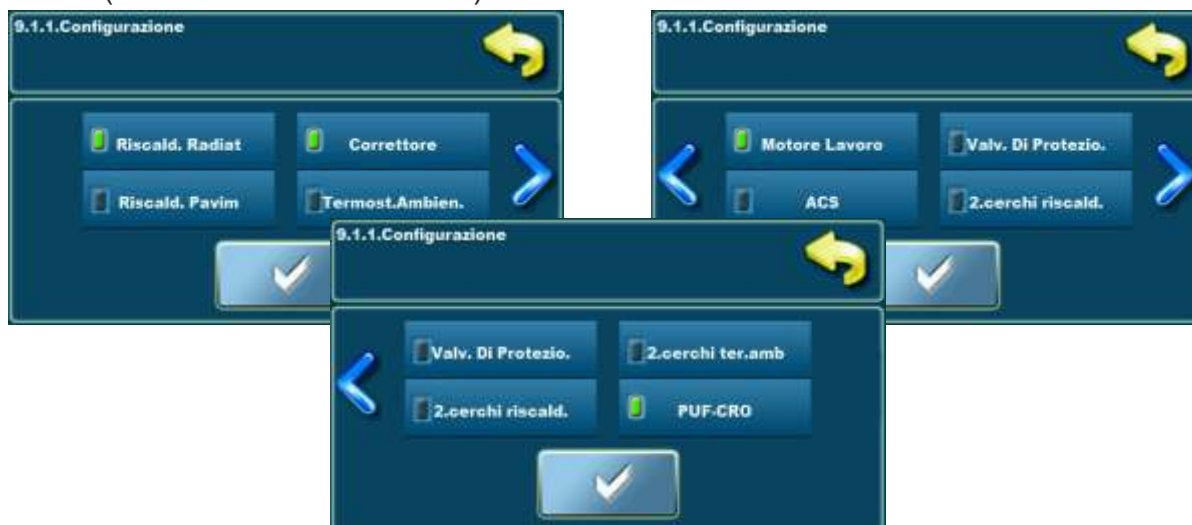 9.1.1.Configurazione
Riscald. Radiat
Correttore
Riscald. Pavim
Termost.Ambien.
9.1.1.Configurazione
Motore Lavoro
Valv. Di Protezio.
ACS
2.cerchi riscald.
9.1.1.Configurazione
Valv. Di Protezio.
2.cerchi ter.amb
2.cerchi riscald.
PUF-CRO